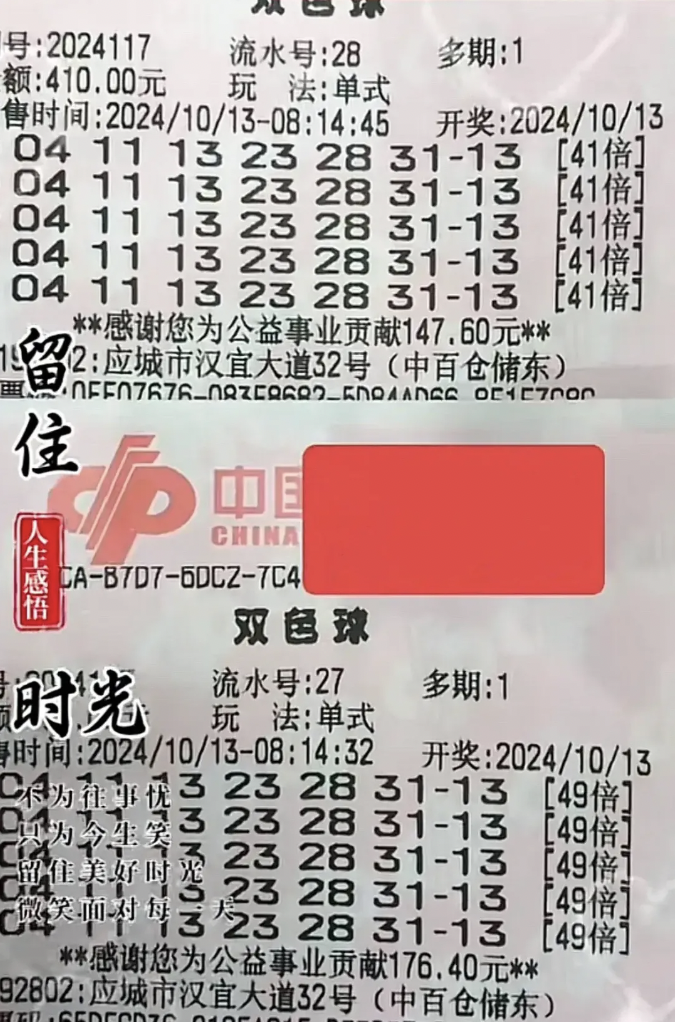 双色球
号:2024117 流水号:28 多期:1
额:410.00元 玩 法:单式
售时间:2024/10/13-08:14:45 开奖:2024/10/13
04 11 13 23 28 31-13 [41倍]
04 11 13 23 28 31-13 [41倍]
04 11 13 23 28 31-13 [41倍]
04 11 13 23 28 31-13 [41倍]
04 11 13 23 28 31-13 [41倍]
**感谢您为公益事业贡献147.60元**
02:应城市汉宜大道32号(中百仓储东)
留住
人生感悟
时光
中国
CHINA
CA-B7D7-6DC2-7C4
双色球
流水号:27 多期:1
玩 法:单式
售时间:2024/10/13-08:14:32 开奖:2024/10/13
04 11 13 23 28 31-13 [49倍]
04 11 13 23 28 31-13 [49倍]
04 11 13 23 28 31-13 [49倍]
04 11 13 23 28 31-13 [49倍]
04 11 13 23 28 31-13 [49倍]
不为往事忧
只为今生笑
留住美好时光
微笑面对每一天
**感谢您为公益事业贡献176.40元**
92802:应城市汉宜大道32号(中百仓储东)